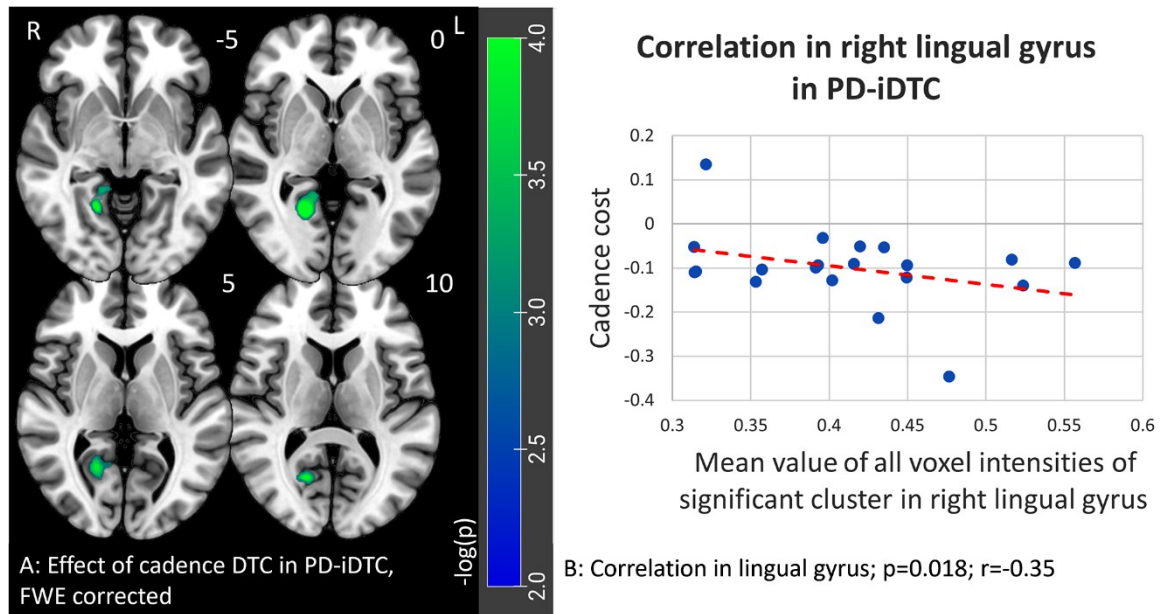 R
-5
0
L
5
10
4.0
3.5
3.0
2.5
2.0
-log(p)
A: Effect of cadence DTC in PD-iDTC,
FWE corrected
Correlation in right lingual gyrus
in PD-iDTC
Cadence cost
0.2
0.1
0
-0.1
-0.2
-0.3
-0.4
0.3
0.35
0.4
0.45
0.5
0.55
0.6
Mean value of all voxel intensities of
significant cluster in right lingual gyrus
B: Correlation in lingual gyrus; p=0.018; r=-0.35